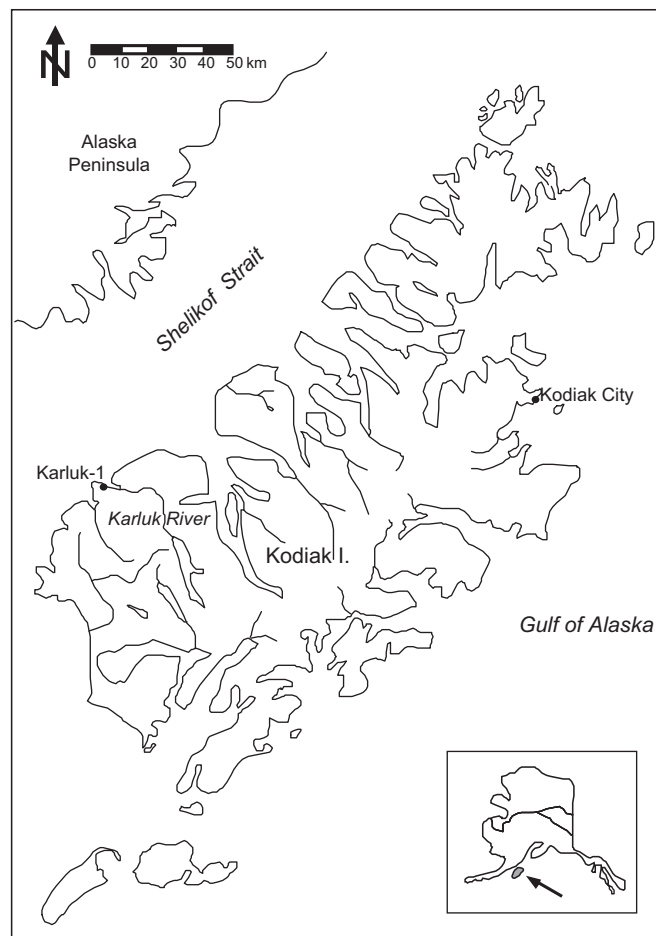 N
0 10 20 30 40 50 km
Alaska
Peninsula
Shelikof Strait
Kodiak City
Karluk-1
Karluk River
Kodiak I.
Gulf of Alaska